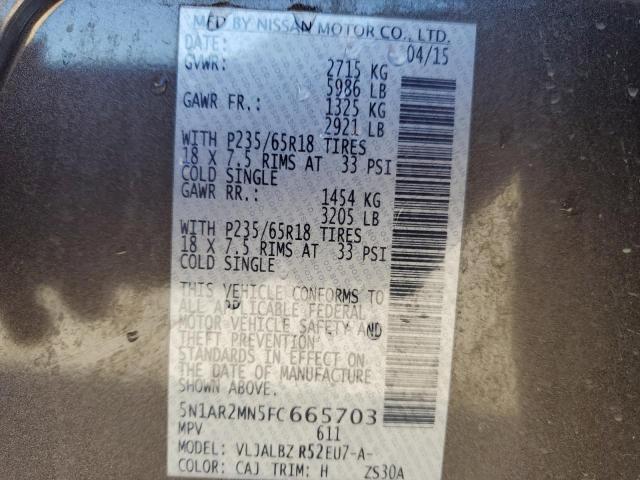 MFD BY NISSAN MOTOR CO., LTD.
DATE: 04/15
GVWR: 2715 KG
5986 LB
GAWR FR.: 1325 KG
2921 LB
WITH P235/65R18 TIRES
18 X 7.5 RIMS AT 33 PSI
COLD SINGLE
GAWR RR.: 1454 KG
3205 LB
WITH P235/65R18 TIRES
18 X 7.5 RIMS AT 33 PSI
COLD SINGLE
THIS VEHICLE CONFORMS TO
ALL APPLICABLE FEDERAL
MOTOR VEHICLE SAFETY AND
THEFT PREVENTION
STANDARDS IN EFFECT ON
THE DATE OF MANUFACTURE
SHOWN ABOVE.
5N1AR2MN5FC665703
MPV 611
MODEL: VLJALBZ R52EU7-A-
COLOR: CAJ TRIM: H ZS30A